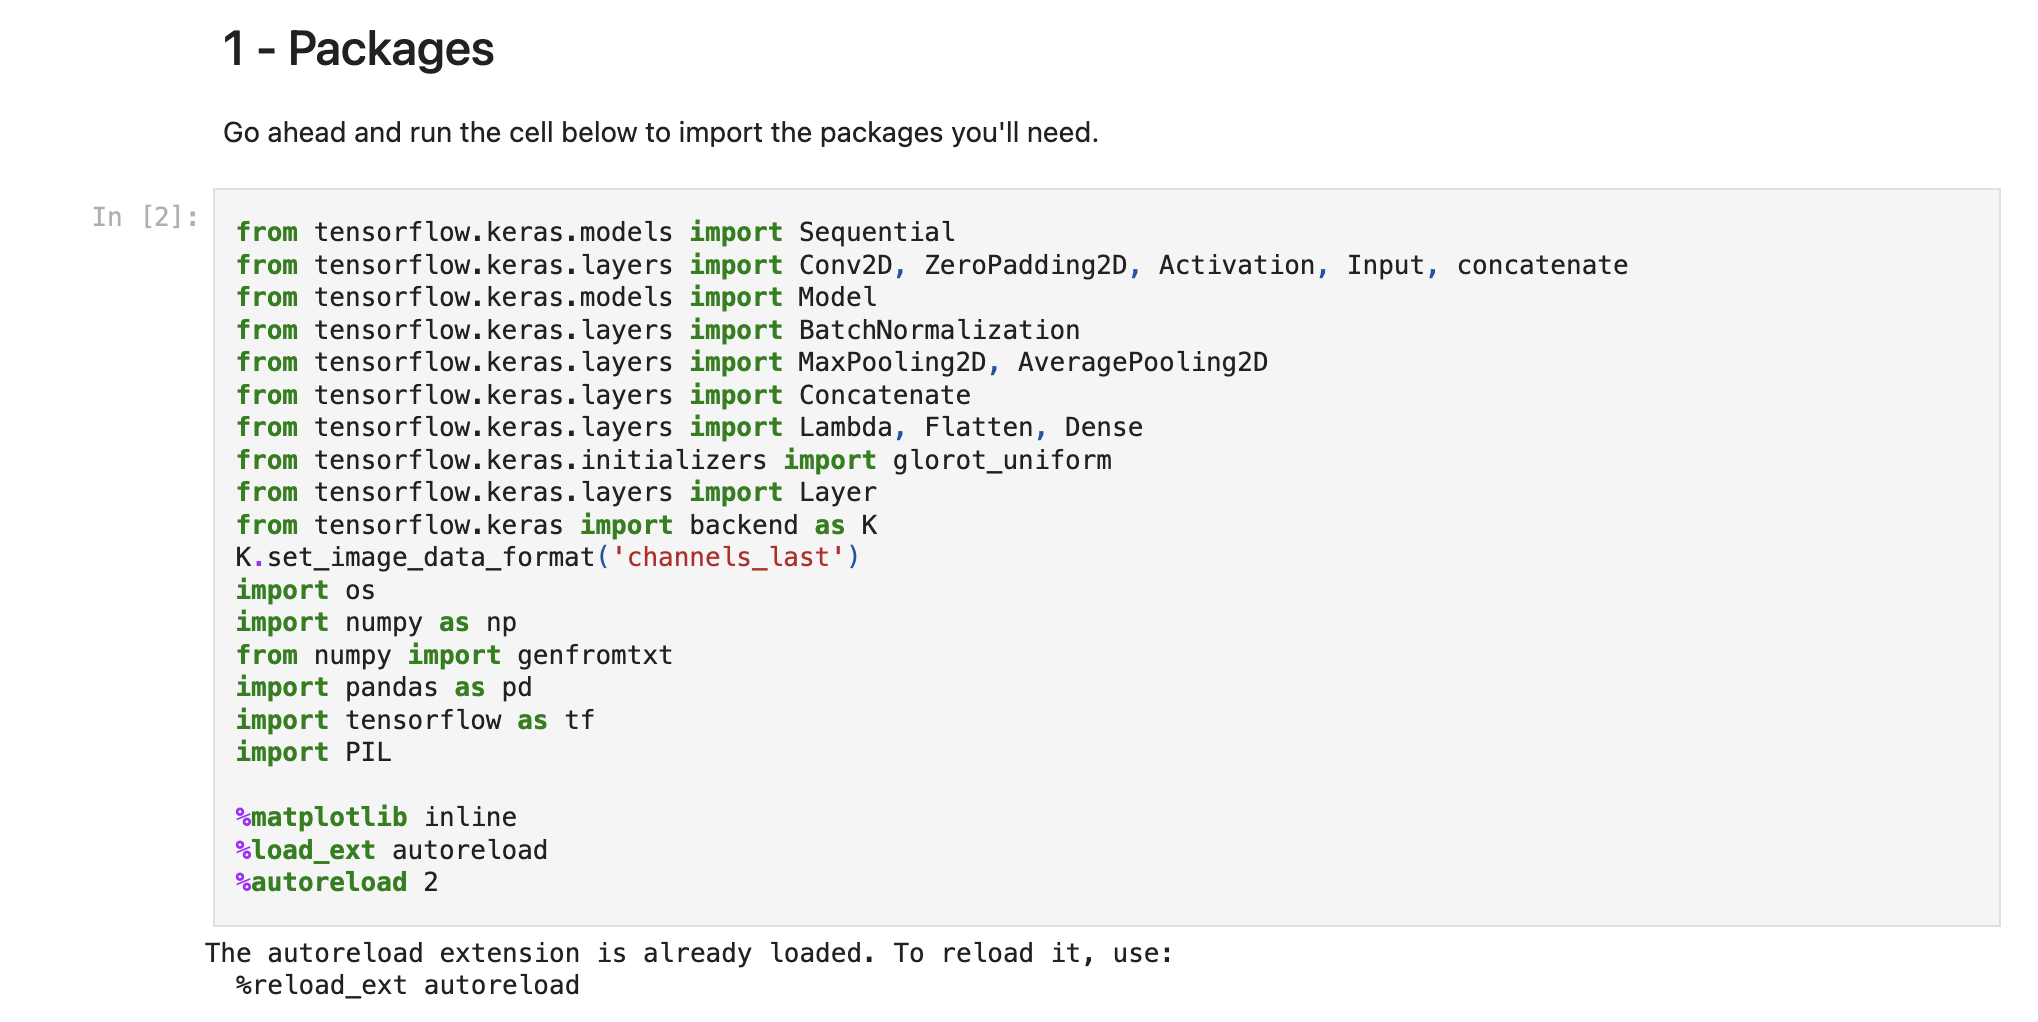 1 - Packages
Go ahead and run the cell below to import the packages you'll need.
In [2]:
from tensorflow.keras.models import Sequential
from tensorflow.keras.layers import Conv2D, ZeroPadding2D, Activation, Input, concatenate
from tensorflow.keras.models import Model
from tensorflow.keras.layers import BatchNormalization
from tensorflow.keras.layers import MaxPooling2D, AveragePooling2D
from tensorflow.keras.layers import Concatenate
from tensorflow.keras.layers import Lambda, Flatten, Dense
from tensorflow.keras.initializers import glorot_uniform
from tensorflow.keras.layers import Layer
from tensorflow.keras import backend as K
K.set_image_data_format('channels_last')
import os
import numpy as np
from numpy import genfromtxt
import pandas as pd
import tensorflow as tf
import PIL
%matplotlib inline
%load_ext autoreload
%autoreload 2
The autoreload extension is already loaded. To reload it, use:
  %reload_ext autoreload